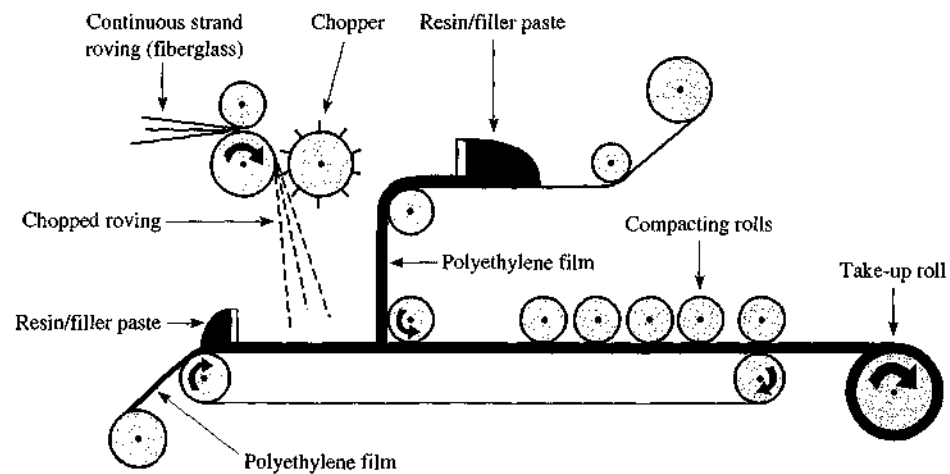 Continuous strand
roving (fiberglass)
Chopper
Resin/filler paste
Chopped roving
Polyethylene film
Compacting rolls
Take-up roll
Resin/filler paste
Polyethylene film